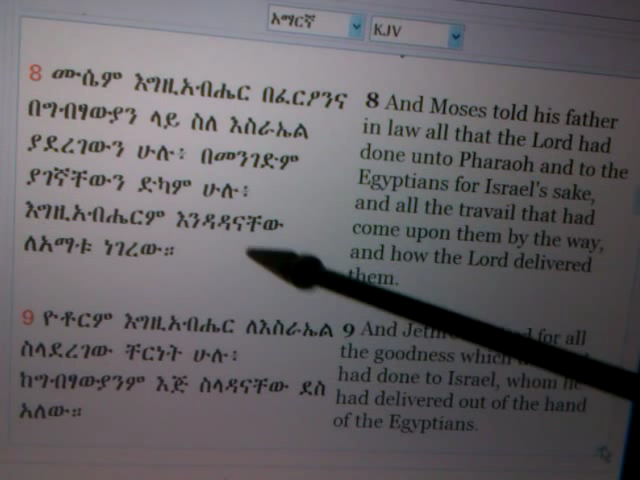 አማርኛ
KJV
8 ሙሴም እግዚአብሔር በፈርዖንና
በግብፃውያን ላይ ስለ እስራኤል
ያደረገውን ሁሉ፥ በመንገድም
ያገኛቸውን ድካም ሁሉ፥
እግዚአብሔርም እንዳዳናቸው
ለአማቱ ነገረው።
8 And Moses told his father
in law all that the Lord had
done unto Pharaoh and to the
Egyptians for Israel's sake,
and all the travail that had
come upon them by the way,
and how the Lord delivered
them.
9 ዮቶርም እግዚአብሔር ለእስራኤል
ስላደረገው ቸርነት ሁሉ፥
ከግብፃውያንም እጅ ስላዳናቸው ደስ
አለው።
9 And for all
the goodness which
had done to Israel, whom he
had delivered out of the hand
of the Egyptians.